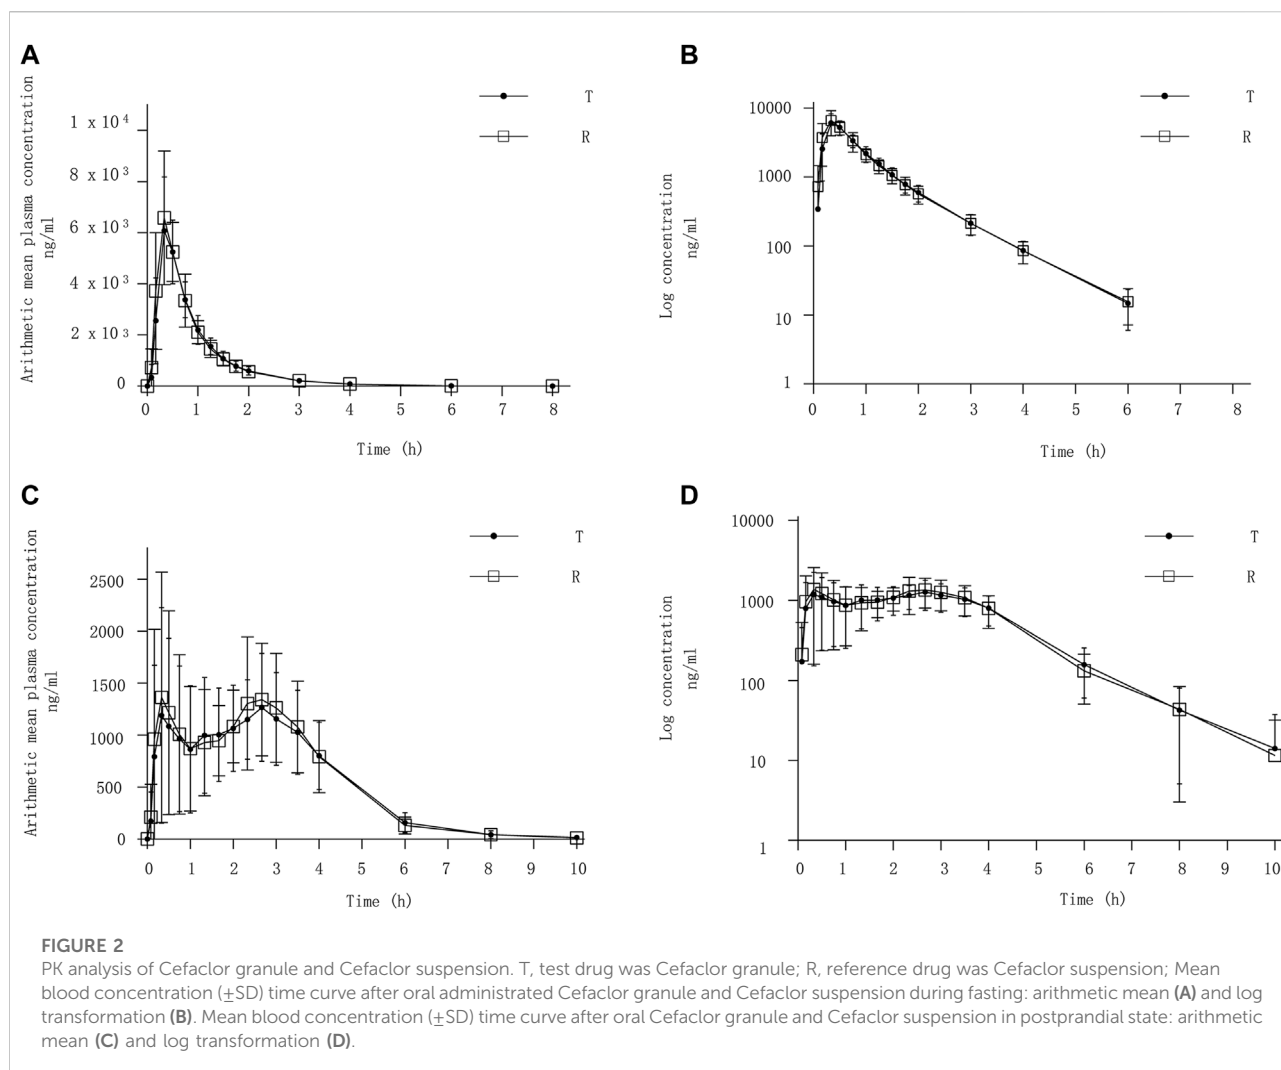 A
Arithmetic mean plasma concentration
ng/ml
T
R
1 x 10⁴
8 x 10³
6 x 10³
4 x 10³
2 x 10³
0
0 1 2 3 4 5 6 7 8
Time (h)
B
Log concentration
ng/ml
T
R
10000
1000
100
10
1
0 1 2 3 4 5 6 7 8
Time (h)
C
Arithmetic mean plasma concentration
ng/ml
T
R
2500
2000
1500
1000
500
0
0 1 2 3 4 5 6 7 8 9 10
Time (h)
D
Log concentration
ng/ml
T
R
10000
1000
100
10
1
0 1 2 3 4 5 6 7 8 9 10
Time (h)
FIGURE 2
PK analysis of Cefaclor granule and Cefaclor suspension. T, test drug was Cefaclor granule; R, reference drug was Cefaclor suspension; Mean
blood concentration (±SD) time curve after oral administrated Cefaclor granule and Cefaclor suspension during fasting: arithmetic mean (A) and log
transformation (B). Mean blood concentration (±SD) time curve after oral Cefaclor granule and Cefaclor suspension in postprandial state: arithmetic
mean (C) and log transformation (D).